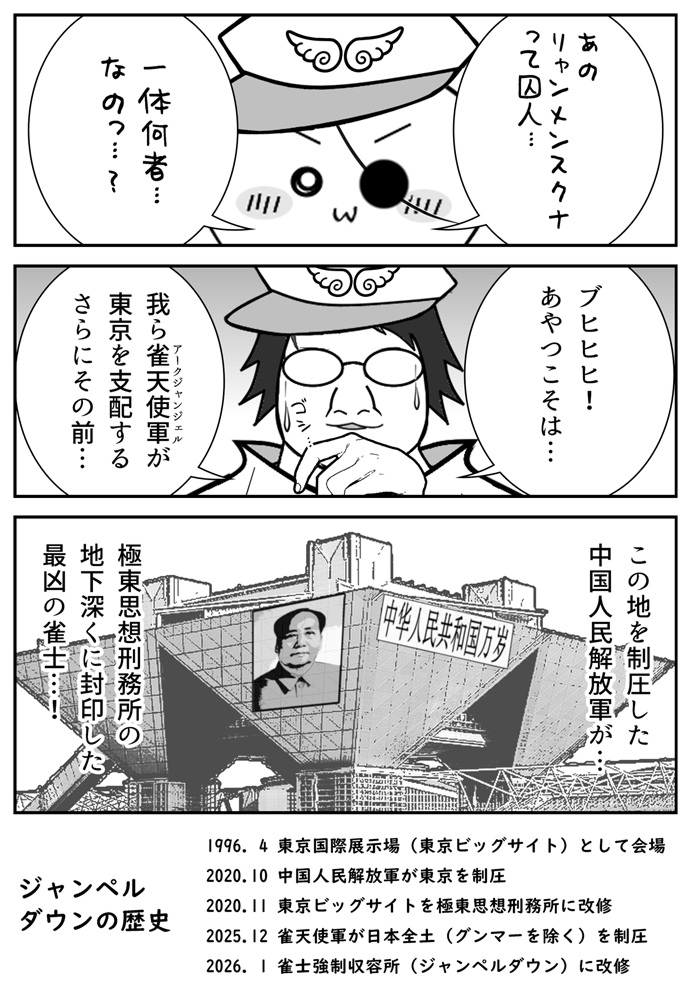 あの
リャンメンスクナ
って囚人…
一体何者…
なのっ…？
ブヒヒヒ！
あやつこそは…
我ら雀天使軍が
アークジャンジェル
東京を支配する
さらにその前…
ゴシ…
この地を制圧した
中国人民解放軍が…
中华人民共和国万岁
極東思想刑務所の
地下深くに封印した
最凶の雀士…！
ジャンペル
ダウンの歴史
1996. 4 東京国際展示場（東京ビッグサイト）として会場
2020.10 中国人民解放軍が東京を制圧
2020.11 東京ビッグサイトを極東思想刑務所に改修
2025.12 雀天使軍が日本全土（グンマーを除く）を制圧
2026. 1 雀士強制収容所（ジャンペルダウン）に改修